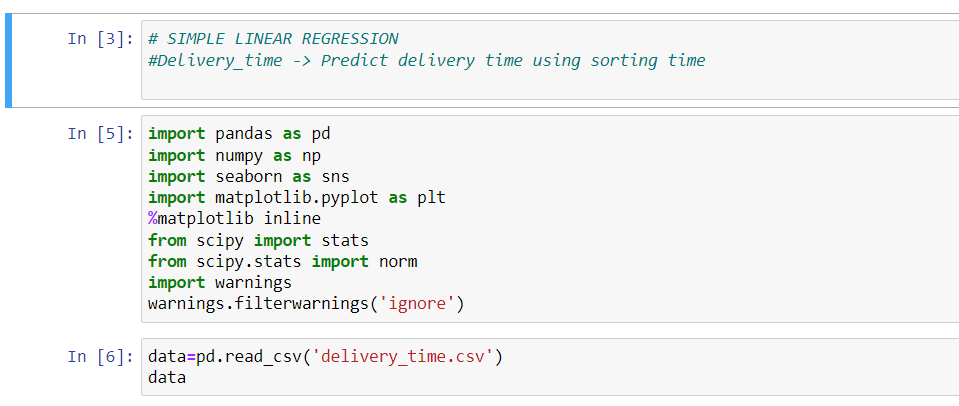 In [3]: # SIMPLE LINEAR REGRESSION
#Delivery_time -> Predict delivery time using sorting time
In [5]: import pandas as pd
import numpy as np
import seaborn as sns
import matplotlib.pyplot as plt
%matplotlib inline
from scipy import stats
from scipy.stats import norm
import warnings
warnings.filterwarnings('ignore')
In [6]: data=pd.read_csv('delivery_time.csv')
data